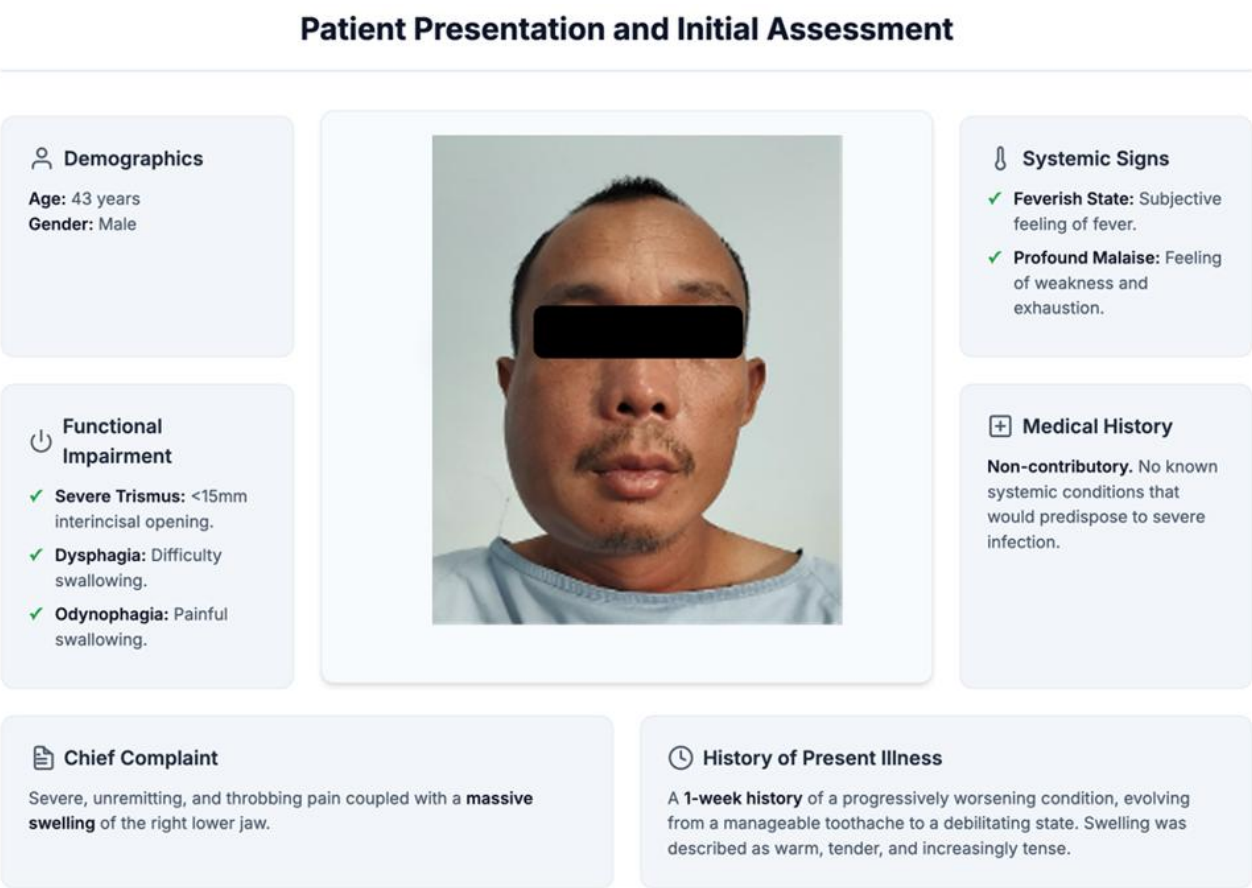 Patient Presentation and Initial Assessment
Demographics
Age: 43 years
Gender: Male
Functional
Impairment
✓ Severe Trismus: <15mm
interincisal opening.
✓ Dysphagia: Difficulty
swallowing.
✓ Odynophagia: Painful
swallowing.
Systemic Signs
✓ Feverish State: Subjective
feeling of fever.
✓ Profound Malaise: Feeling
of weakness and
exhaustion.
Medical History
Non-contributory. No known
systemic conditions that
would predispose to severe
infection.
Chief Complaint
Severe, unremitting, and throbbing pain coupled with a massive
swelling of the right lower jaw.
History of Present Illness
A 1-week history of a progressively worsening condition, evolving
from a manageable toothache to a debilitating state. Swelling was
described as warm, tender, and increasingly tense.